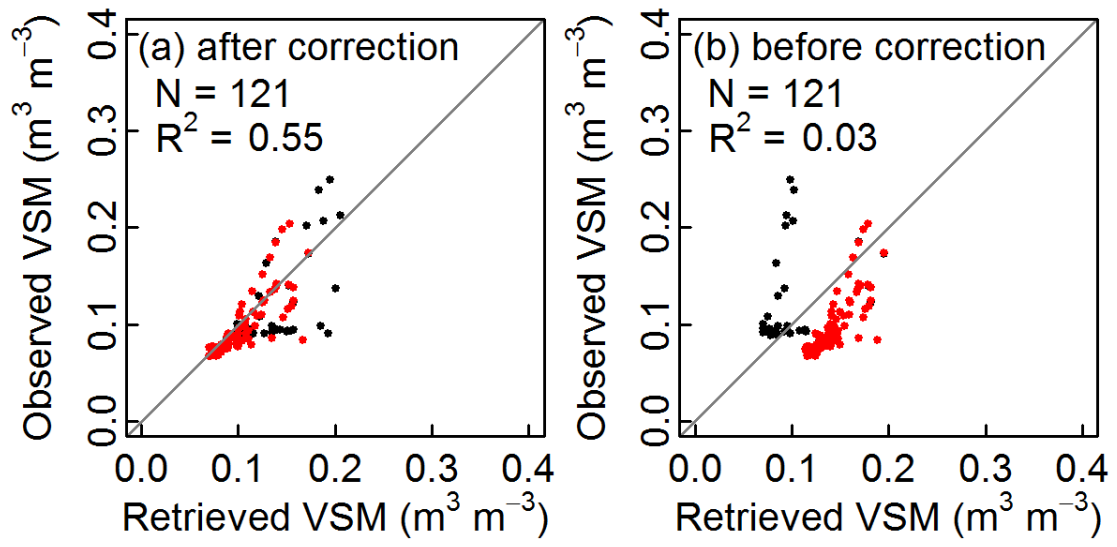 (a) after correction
N = 121
R² = 0.55
Observed VSM (m³ m⁻³)
0.4
0.3
0.2
0.1
0.0
0.0 0.1 0.2 0.3 0.4
Retrieved VSM (m³ m⁻³)
(b) before correction
N = 121
R² = 0.03
Observed VSM (m³ m⁻³)
0.4
0.3
0.2
0.1
0.0
0.0 0.1 0.2 0.3 0.4
Retrieved VSM (m³ m⁻³)